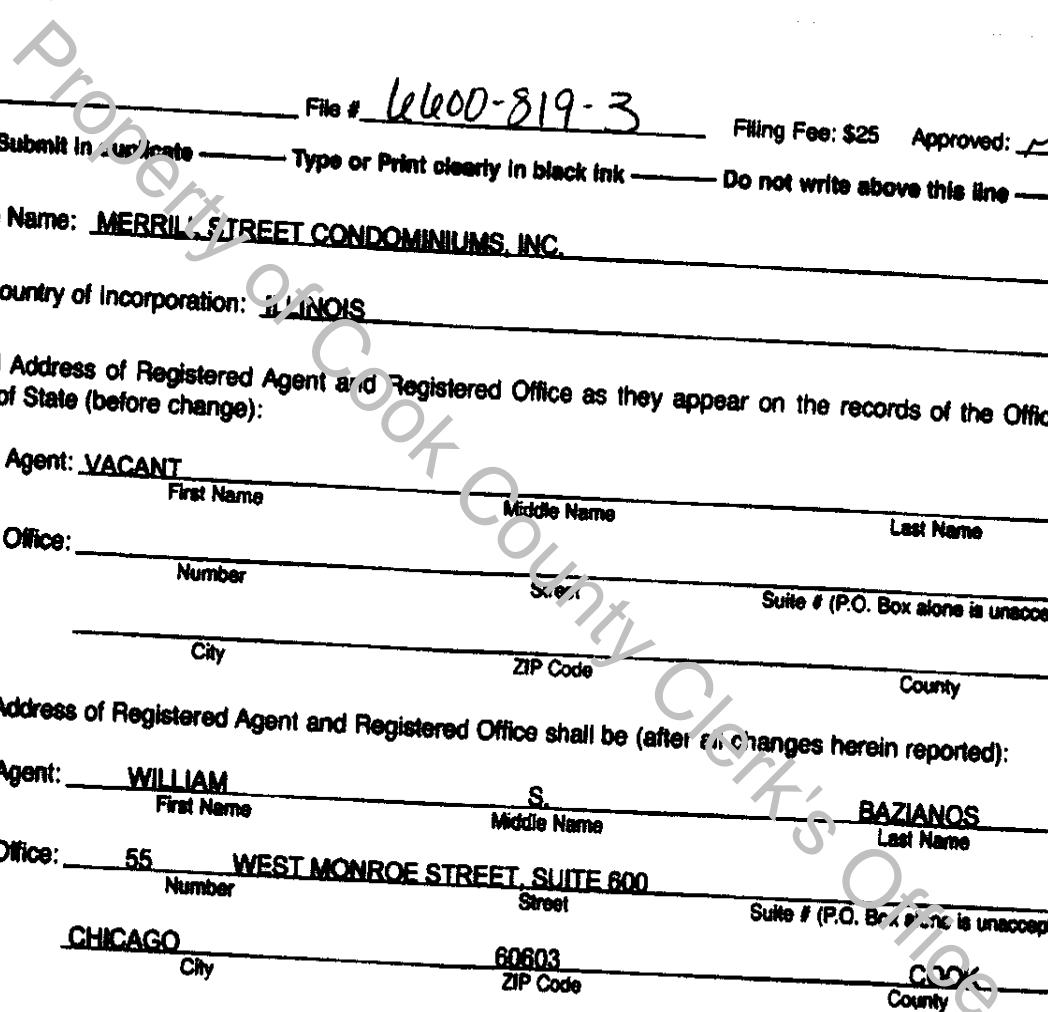 File # 6600-819-3 Filing Fee: $25 Approved:
Submit in duplicate Type or Print clearly in black ink Do not write above this line
Name: MERRILL STREET CONDOMINIUMS, INC.
ountry of Incorporation: ILLINOIS
Address of Registered Agent and Registered Office as they appear on the records of the Offic
of State (before change):
Agent: VACANT
First Name Middle Name Last Name
Office:
Number Street Suite # (P.O. Box alone is unacce
City ZIP Code County
Address of Registered Agent and Registered Office shall be (after all changes herein reported):
Agent: WILLIAM S. BAZIANOS
First Name Middle Name Last Name
Office: 55 WEST MONROE STREET, SUITE 600
Number Street Suite # (P.O. Box alone is unaccep
CHICAGO 60603 COOK
City ZIP Code County
Property of Cook County Clerk's Office